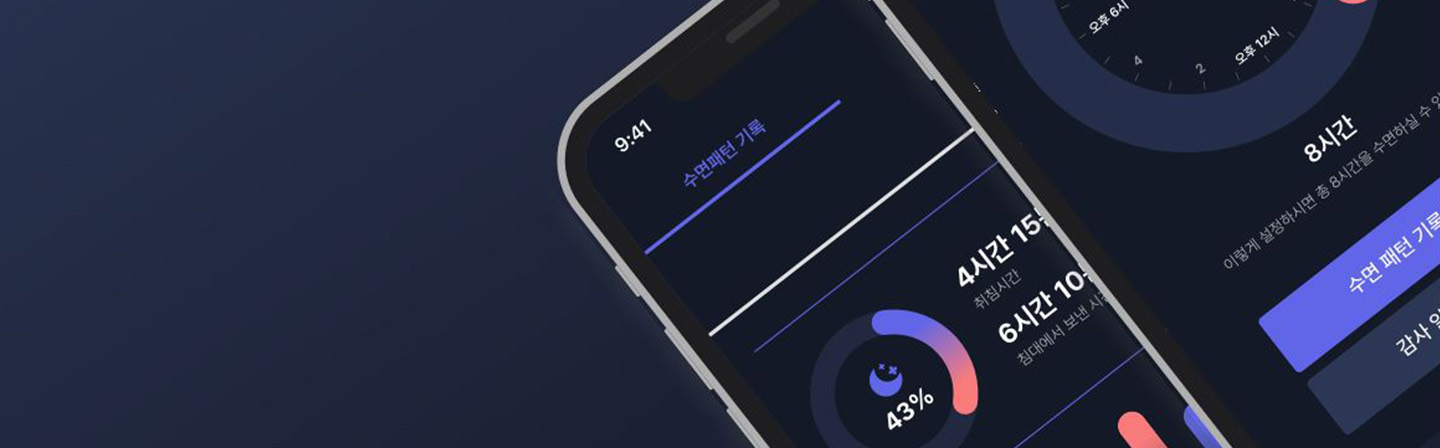 9:41
수면패턴 기록
4시간 15
취침시간
6시간 10
침대에서 보낸
43%
오후 6시
4
2
오후 12시
8시간
이렇게 설정하시면 총 8시간을 수면하실 수
수면 패턴 기록
감사